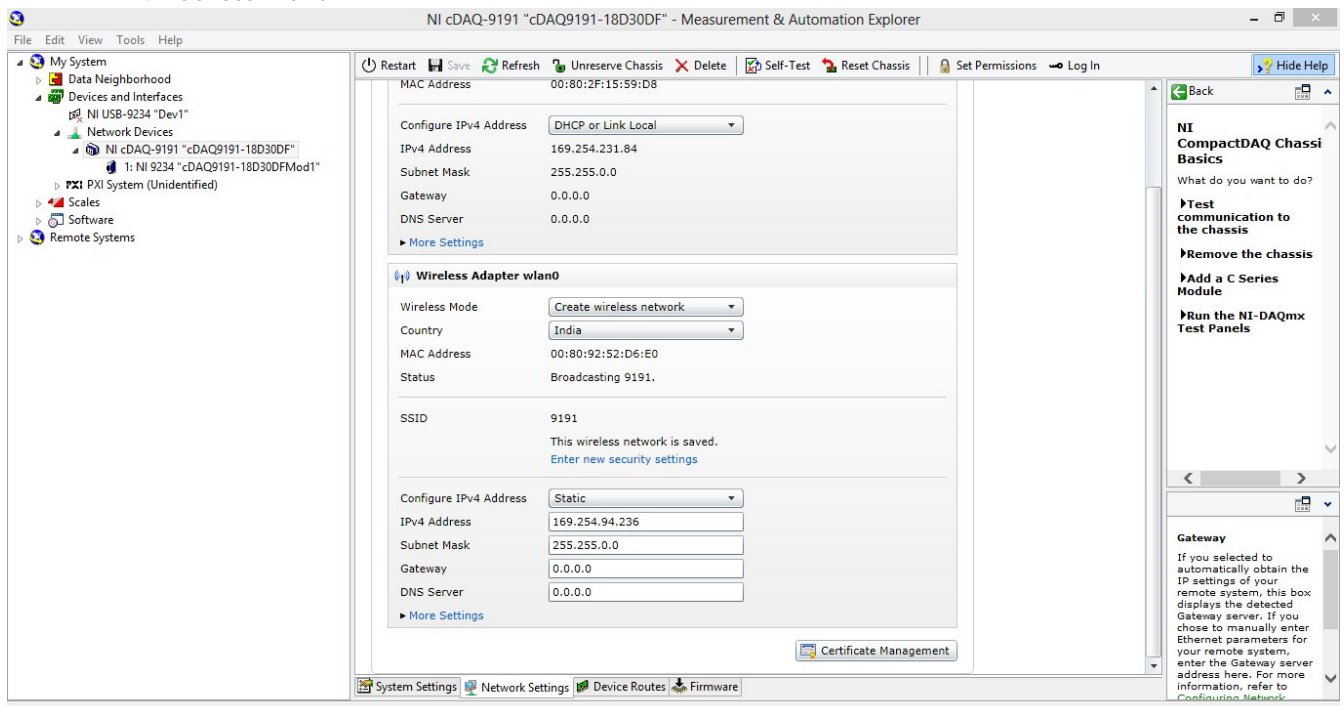 NI cDAQ-9191 "cDAQ9191-18D30DF" - Measurement & Automation Explorer
File Edit View Tools Help
My System
Data Neighborhood
Devices and Interfaces
NI USB-9234 "Dev1"
Network Devices
NI cDAQ-9191 "cDAQ9191-18D30DF"
1: NI 9234 "cDAQ9191-18D30DFMod1"
PXI PXI System (Unidentified)
Scales
Software
Remote Systems
Restart Save Refresh Unreserve Chassis Delete Self-Test Reset Chassis Set Permissions Log In Hide Help
MAC Address 00:80:2F:15:59:D8
Configure IPv4 Address DHCP or Link Local
IPv4 Address 169.254.231.84
Subnet Mask 255.255.0.0
Gateway 0.0.0.0
DNS Server 0.0.0.0
More Settings
Wireless Adapter wlan0
Wireless Mode Create wireless network
Country India
MAC Address 00:80:92:52:D6:E0
Status Broadcasting 9191.
SSID 9191
This wireless network is saved.
Enter new security settings
Configure IPv4 Address Static
IPv4 Address 169.254.94.236
Subnet Mask 255.255.0.0
Gateway 0.0.0.0
DNS Server 0.0.0.0
More Settings
Certificate Management
System Settings Network Settings Device Routes Firmware
Back
NI
CompactDAQ Chassi
Basics
What do you want to do?
Test
communication to
the chassis
Remove the chassis
Add a C Series
Module
Run the NI-DAQmx
Test Panels
Gateway
If you selected to
automatically obtain the
IP settings of your
remote system, this box
displays the detected
Gateway server. If you
chose to manually enter
Ethernet parameters for
your remote system,
enter the Gateway server
address here. For more
information, refer to
Configuring Network